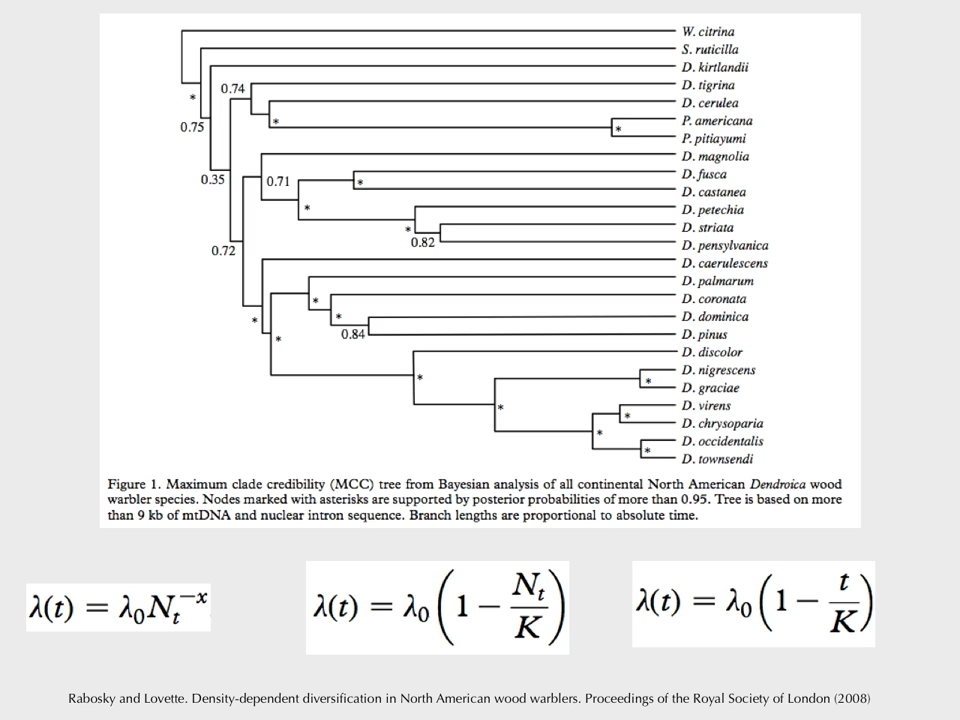 W. citrina
S. ruticilla
D. kirtlandii
D. tigrina
0.74
D. cerulea
*
P. americana
*
*
0.75
P. pitiayumi
D. magnolia
D. fusca
0.35
0.71
*
D. castanea
*
D. petechia
D. striata
*
0.82
D. pensylvanica
0.72
D. caerulescens
D. palmarum
*
D. coronata
*
D. dominica
*
0.84
D. pinus
*
D. discolor
D. nigrescens
*
*
D. graciae
*
D. virens
*
D. chrysoparia
*
D. occidentalis
*
D. townsendi
Figure 1. Maximum clade credibility (MCC) tree from Bayesian analysis of all continental North American Dendroica wood
warbler species. Nodes marked with asterisks are supported by posterior probabilities of more than 0.95. Tree is based on more
than 9 kb of mtDNA and nuclear intron sequence. Branch lengths are proportional to absolute time.
λ(t) = λ₀Nₜ⁻ˣ
λ(t) = λ₀(1 − Nₜ/K)
λ(t) = λ₀(1 − t/K)
Rabosky and Lovette. Density-dependent diversification in North American wood warblers. Proceedings of the Royal Society of London (2008)